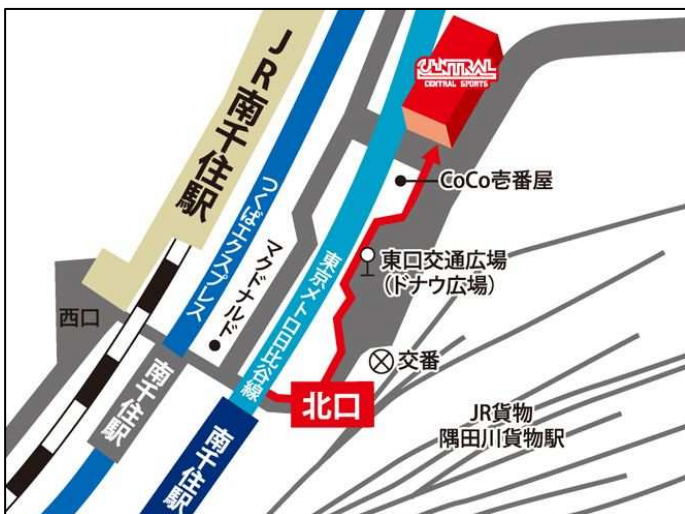 JR南千住駅
つくばエクスプレス
マクドナルド
東京メトロ日比谷線
CENTRAL
CENTRAL SPORTS
CoCo壱番屋
東口交通広場
(ドナウ広場)
西口
交番
北口
南千住駅
南千住駅
JR貨物
隅田川貨物駅